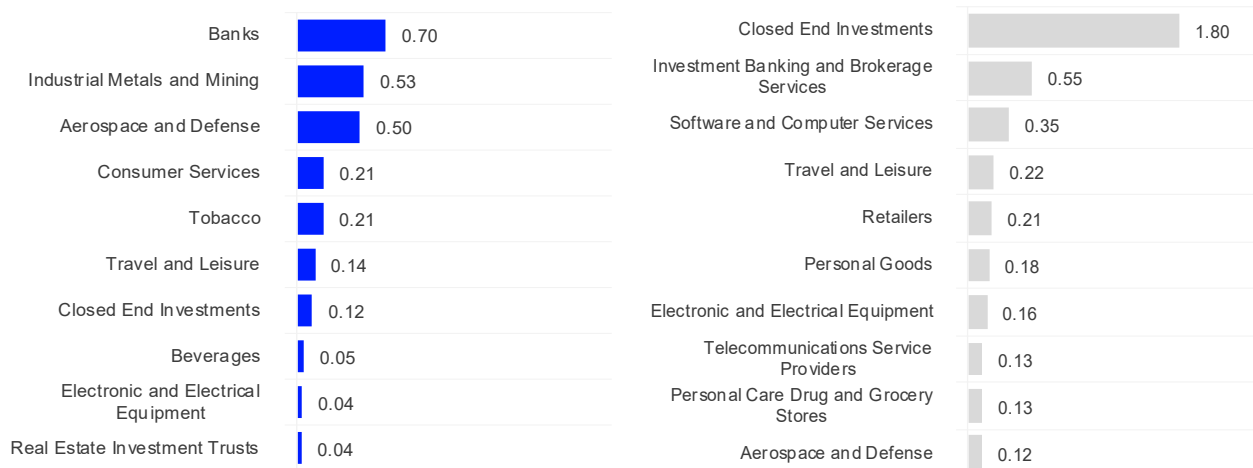 Banks
0.70
Industrial Metals and Mining
0.53
Aerospace and Defense
0.50
Consumer Services
0.21
Tobacco
0.21
Travel and Leisure
0.14
Closed End Investments
0.12
Beverages
0.05
Electronic and Electrical
Equipment
0.04
Real Estate Investment Trusts
0.04
Closed End Investments
1.80
Investment Banking and Brokerage
Services
0.55
Software and Computer Services
0.35
Travel and Leisure
0.22
Retailers
0.21
Personal Goods
0.18
Electronic and Electrical Equipment
0.16
Telecommunications Service
Providers
0.13
Personal Care Drug and Grocery
Stores
0.13
Aerospace and Defense
0.12